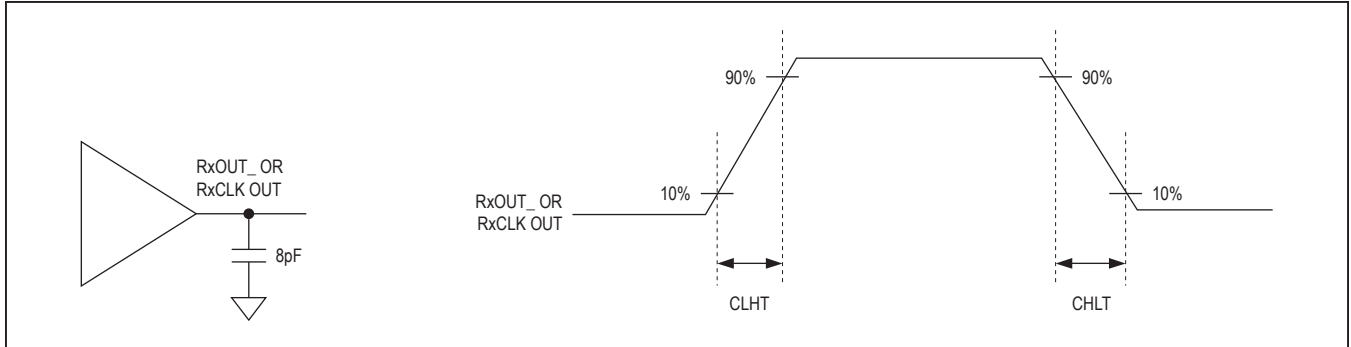 RxOUT_ OR
RxCLK OUT
8pF
RxOUT_ OR
RxCLK OUT
10%
90%
90%
10%
CLHT
CHLT